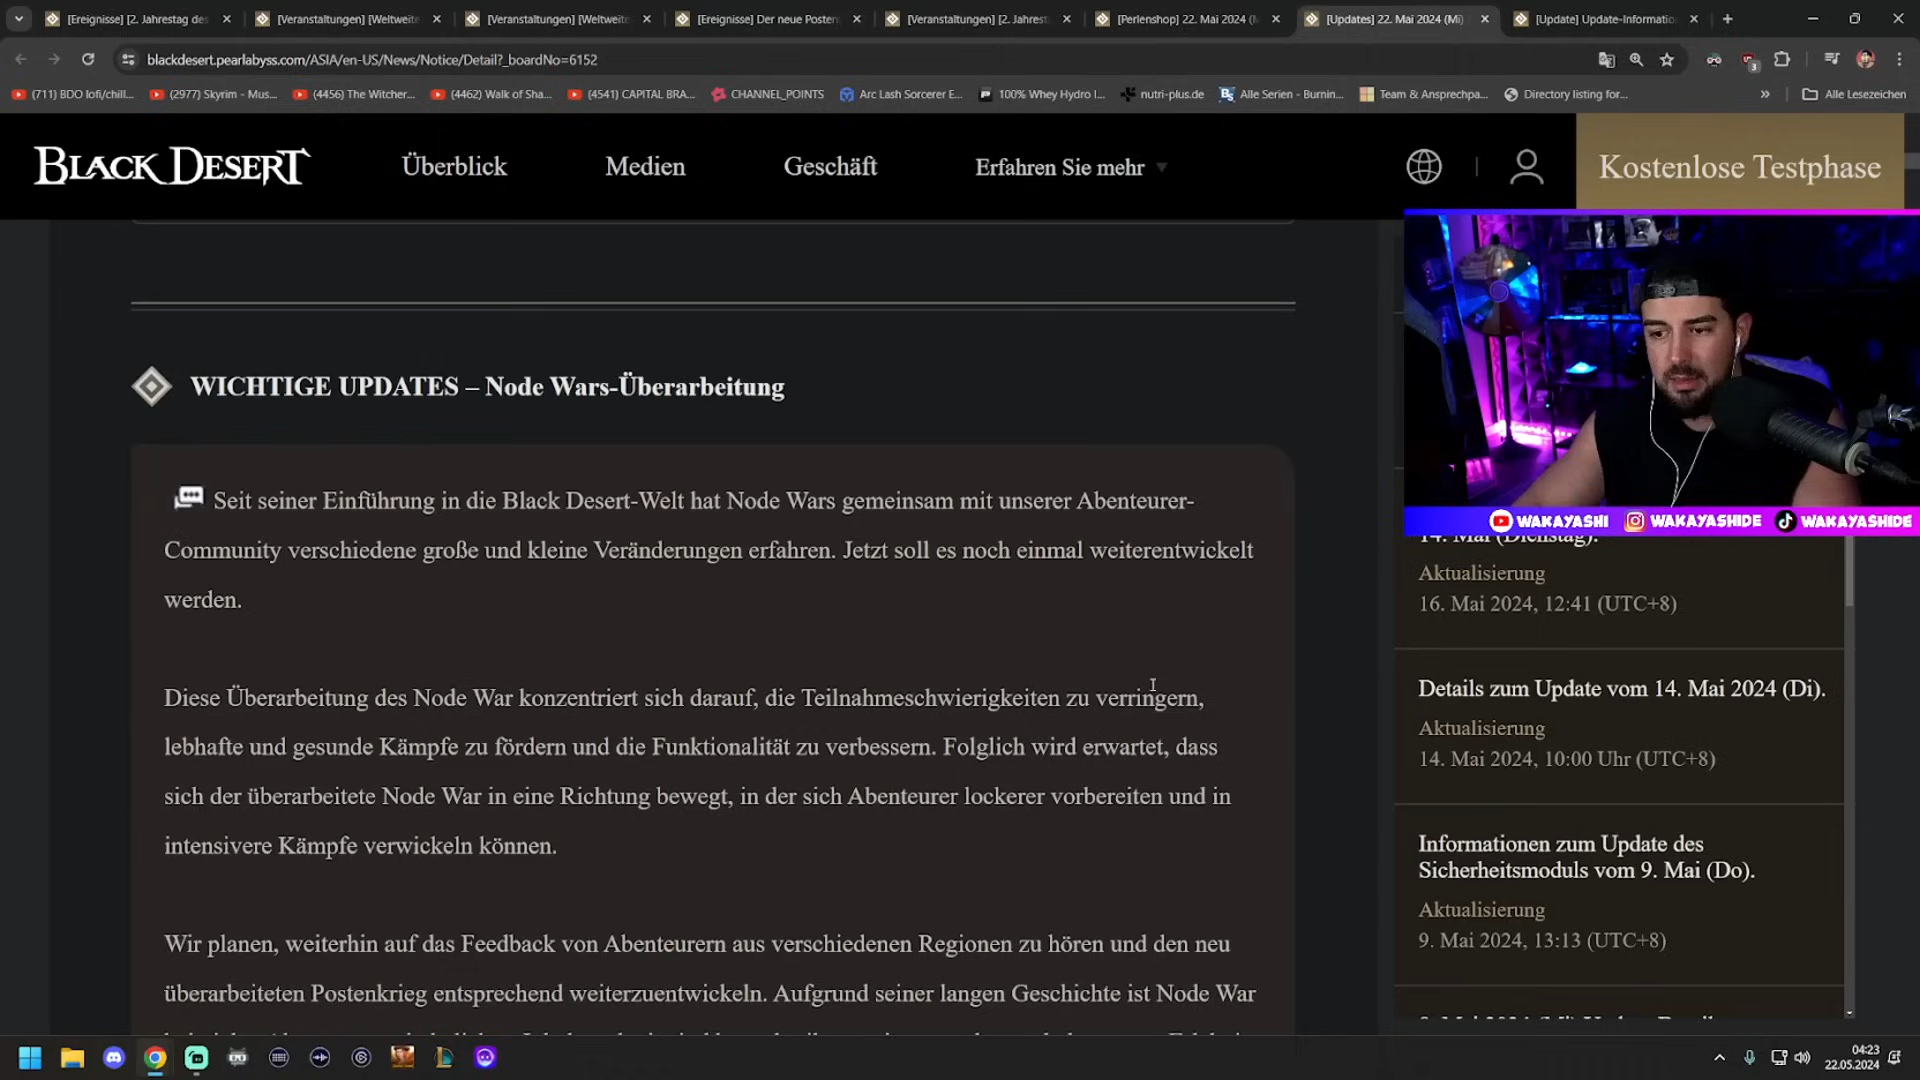 [Ereignisse] [2. Jahrestag des
[Veranstaltungen] [Weltweite
[Veranstaltungen] [Weltweite
[Ereignisse] Der neue Posten
[Veranstaltungen] [2. Jahrest
[Perlenshop] 22. Mai 2024 (
[Updates] 22. Mai 2024 (Mi)
[Update] Update-Informatio
blackdesert.pearlabyss.com/ASIA/en-US/News/Notice/Detail?_boardNo=6152
3
(711) BDO lofi/chill...
(2977) Skyrim - Mus...
(4456) The Witcher...
(4462) Walk of Sha...
(4541) CAPITAL BRA...
CHANNEL_POINTS
Arc Lash Sorcerer E...
100% Whey Hydro I...
nutri-plus.de
Alle Serien - Burnin...
Team & Ansprechpa...
Directory listing for...
»
Alle Lesezeichen
BLACK DESERT
Überblick
Medien
Geschäft
Erfahren Sie mehr
Kostenlose Testphase
WICHTIGE UPDATES – Node Wars-Überarbeitung
Seit seiner Einführung in die Black Desert-Welt hat Node Wars gemeinsam mit unserer Abenteurer-
Community verschiedene große und kleine Veränderungen erfahren. Jetzt soll es noch einmal weiterentwickelt
werden.
Diese Überarbeitung des Node War konzentriert sich darauf, die Teilnahmeschwierigkeiten zu verringern,
lebhafte und gesunde Kämpfe zu fördern und die Funktionalität zu verbessern. Folglich wird erwartet, dass
sich der überarbeitete Node War in eine Richtung bewegt, in der sich Abenteurer lockerer vorbereiten und in
intensivere Kämpfe verwickeln können.
Wir planen, weiterhin auf das Feedback von Abenteurern aus verschiedenen Regionen zu hören und den neu
überarbeiteten Postenkrieg entsprechend weiterzuentwickeln. Aufgrund seiner langen Geschichte ist Node War
WAKAYASHI
WAKAYASHIDE
WAKAYASHIDE
14. Mai (Dienstag).
Aktualisierung
16. Mai 2024, 12:41 (UTC+8)
Details zum Update vom 14. Mai 2024 (Di).
Aktualisierung
14. Mai 2024, 10:00 Uhr (UTC+8)
Informationen zum Update des
Sicherheitsmoduls vom 9. Mai (Do).
Aktualisierung
9. Mai 2024, 13:13 (UTC+8)
04:23
22.05.2024